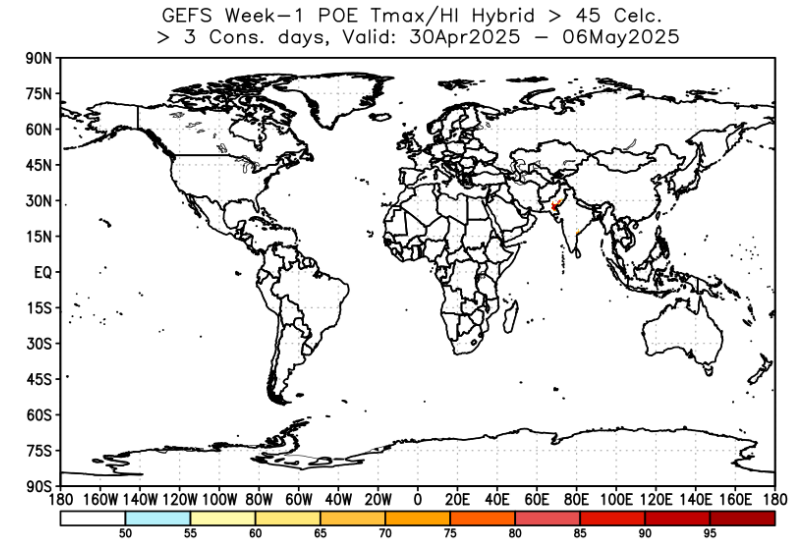 GEFS Week-1 POE Tmax/HI Hybrid > 45 Celc.
> 3 Cons. days, Valid: 30Apr2025 - 06May2025
90N
75N
60N
45N
30N
15N
EQ
15S
30S
45S
60S
75S
90S
180 160W 140W 120W 100W 80W 60W 40W 20W 0 20E 40E 60E 80E 100E 120E 140E 160E 180
50 55 60 65 70 75 80 85 90 95